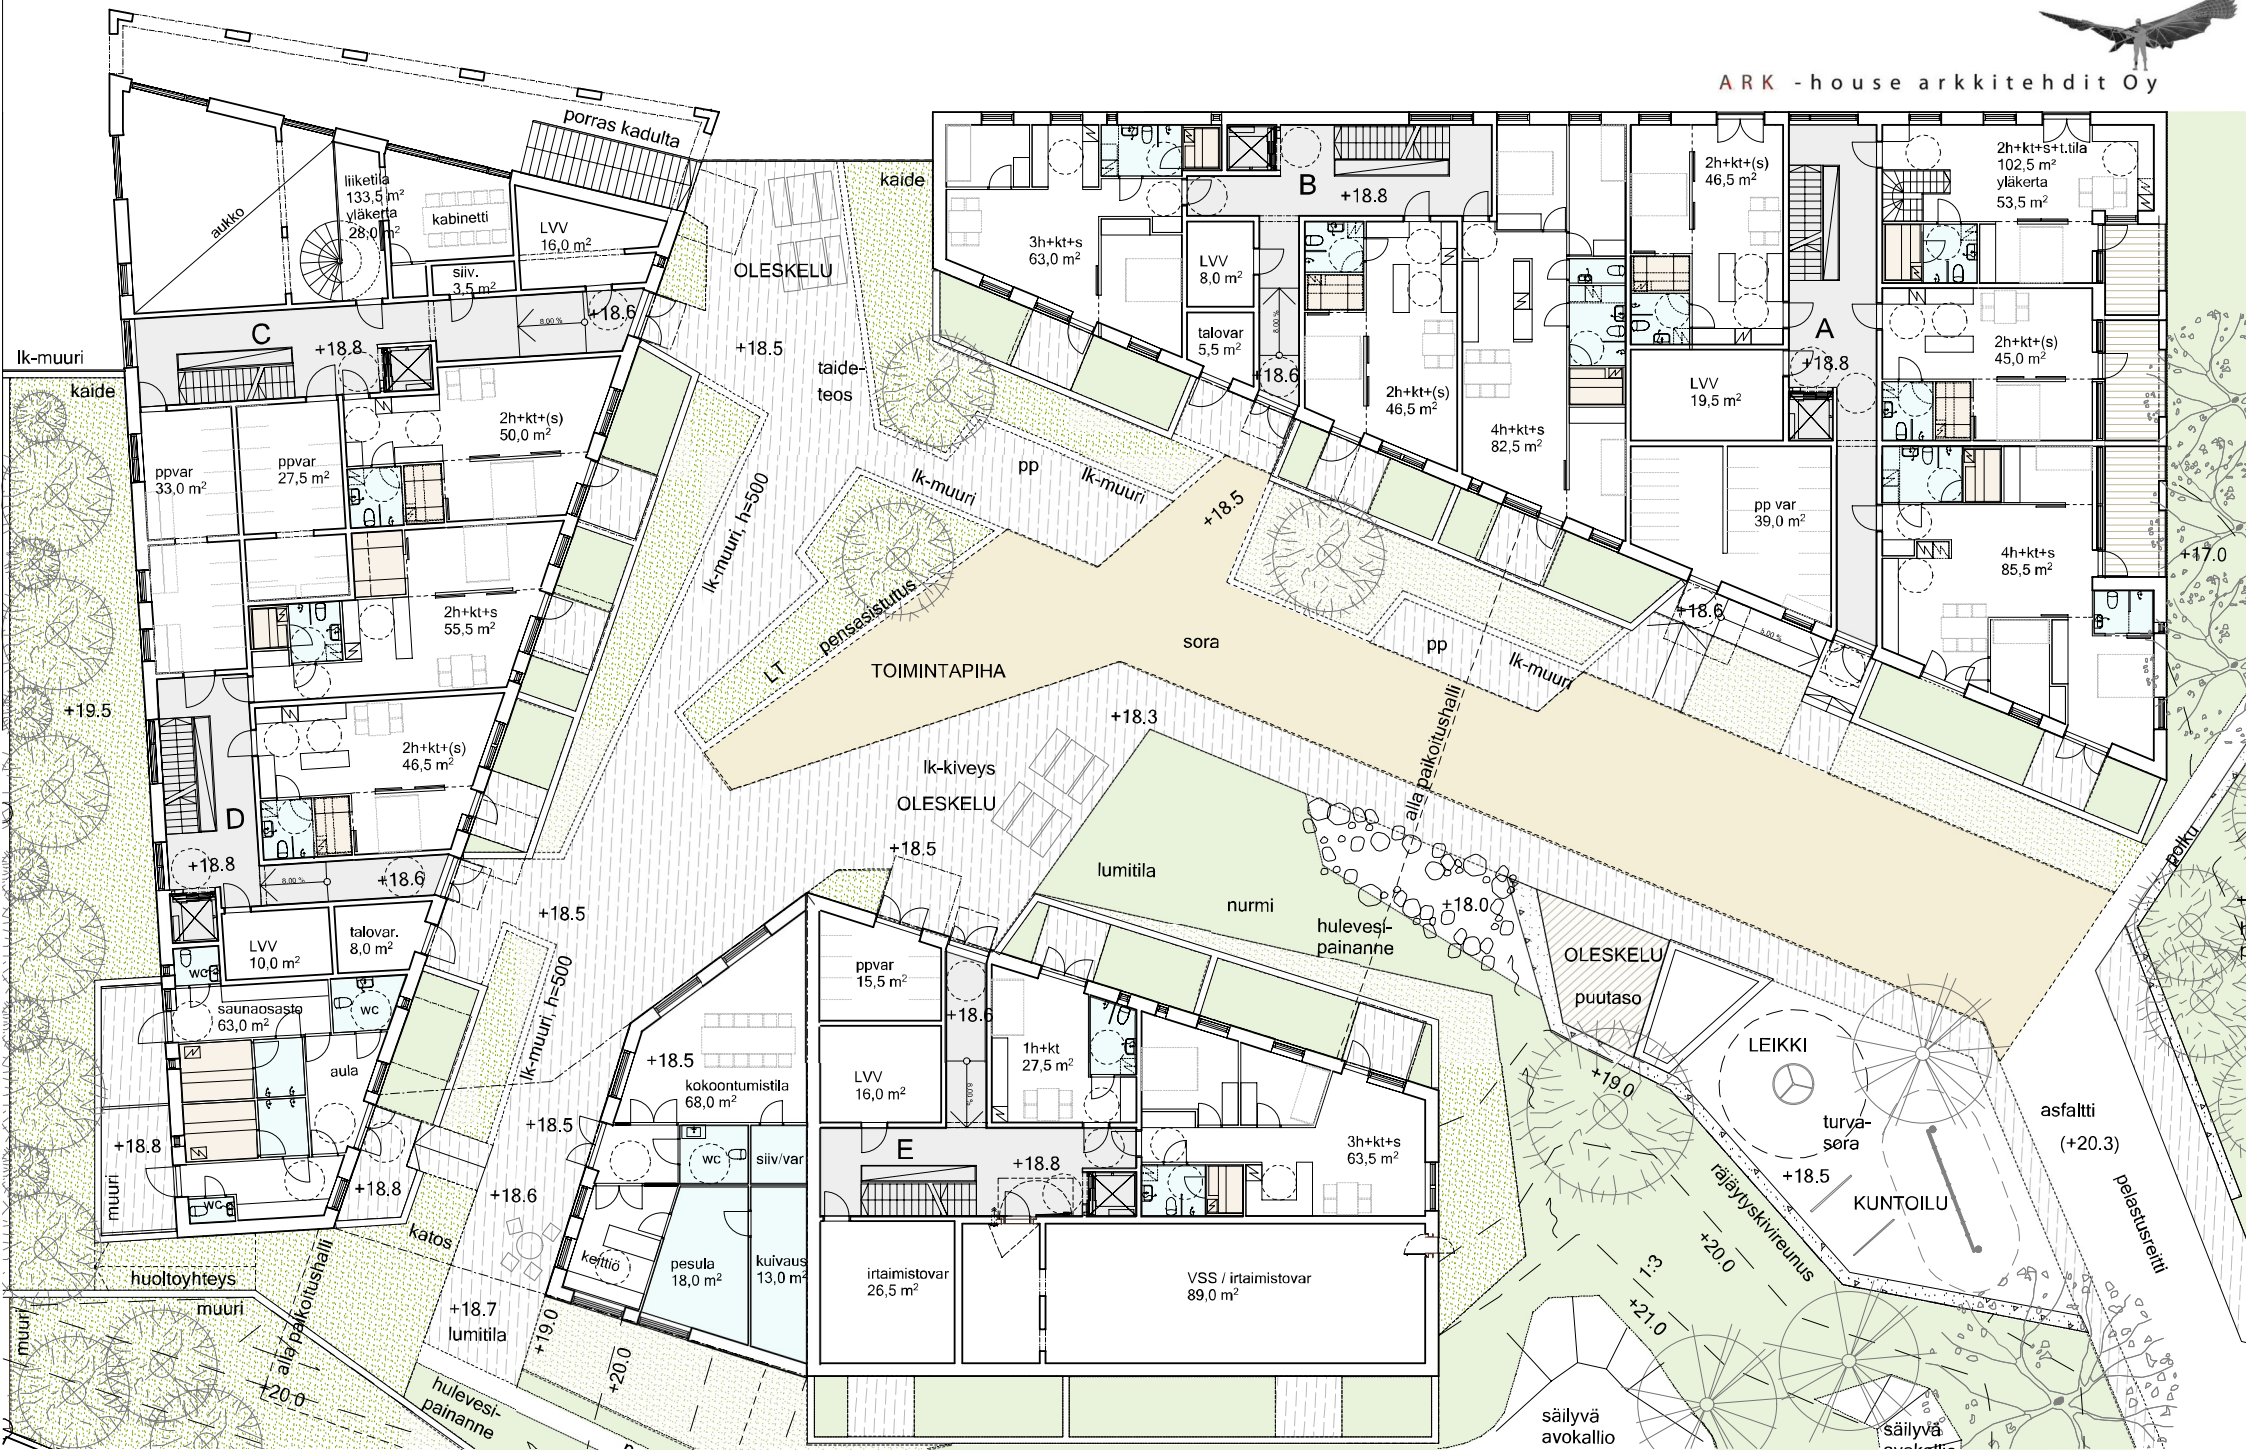 ARK -house arkkitehdit Oy
porras kadulta
kaide
liiketila
133,5 m²
yläkerta
28,0 m²
aukko
kabinetti
LVV
16,0 m²
siiv.
3,5 m²
OLESKELU
+18.6
8.00 %
C
+18.8
+18.5
taide-
teos
lk-muuri
kaide
2h+kt+(s)
50,0 m²
ppvar
33,0 m²
ppvar
27,5 m²
2h+kt+s
55,5 m²
+19.5
2h+kt+(s)
46,5 m²
D
+18.8
8.00 %
+18.6
LVV
10,0 m²
talovar.
8,0 m²
wc
saunaosasto
63,0 m²
wc
aula
+18.8
muuri
wc
+18.8
huoltoyhteys
muuri
muuri
alla paikoitushalli
+20.0
katos
lk-muuri, h=500
lk-muuri, h=500
+18.5
+18.5
+18.6
+18.7
lumitila
+19.0
+20.0
hulevesi-
painanne
3h+kt+s
63,0 m²
B
+18.8
LVV
8,0 m²
talovar
5,5 m²
8.00 %
+18.6
2h+kt+(s)
46,5 m²
4h+kt+s
82,5 m²
2h+kt+(s)
46,5 m²
LVV
19,5 m²
pp var
39,0 m²
A
+18.8
2h+kt+s+t.tila
102,5 m²
yläkerta
53,5 m²
2h+kt+(s)
45,0 m²
4h+kt+s
85,5 m²
+17.0
+18.6
5.00 %
lk-muuri
pp
lk-muuri
+18.5
LT pensasistutus
TOIMINTAPIHA
sora
pp
lk-muuri
+18.3
lk-kiveys
OLESKELU
+18.5
alla paikoitushalli
lumitila
nurmi
hulevesi-
painanne
+18.0
OLESKELU
puutaso
polku
LEIKKI
turva-
sora
+18.5
KUNTOILU
asfaltti
(+20.3)
pelastusreitti
+19.0
räjäytyskivireunus
1:3
+20.0
+21.0
säilyvä
avokallio
säilyvä
ppvar
15,5 m²
LVV
16,0 m²
+18.6
8.00 %
1h+kt
27,5 m²
+18.5
kokoontumistila
68,0 m²
wc
siiv/var
keittiö
pesula
18,0 m²
kuivaus
13,0 m²
E
+18.8
3h+kt+s
63,5 m²
irtaimistovar
26,5 m²
VSS / irtaimistovar
89,0 m²